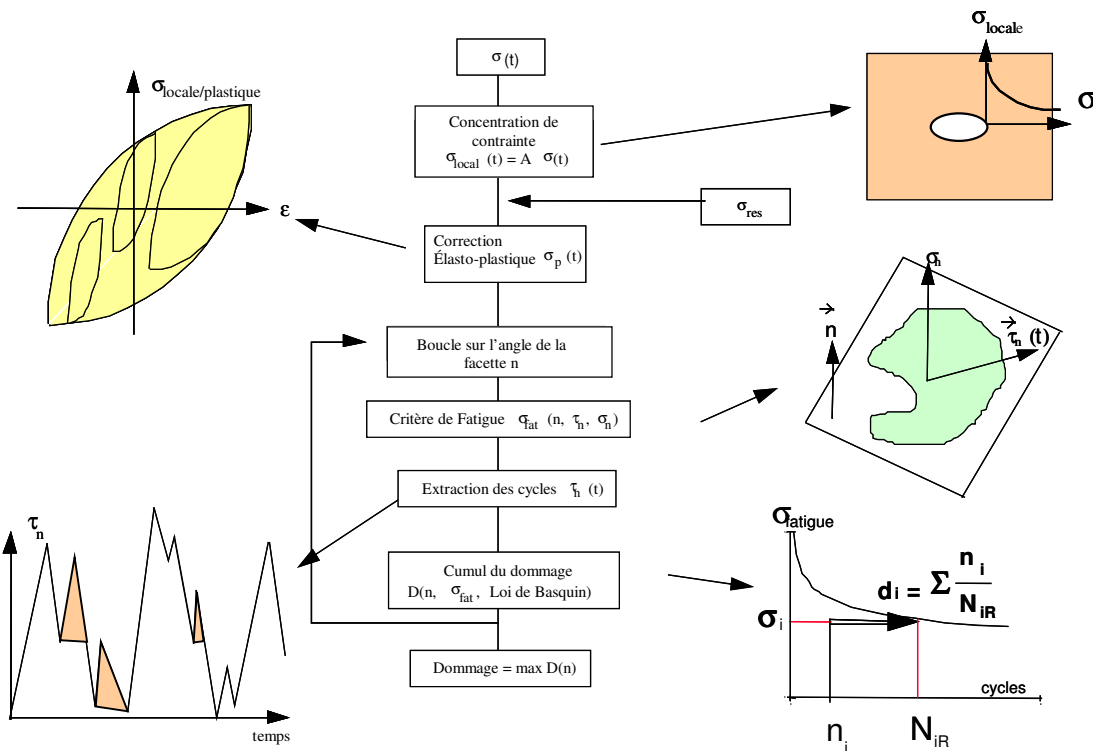 σ(t)
Concentration de
contrainte
σlocal (t) = A σ(t)
σres
Correction
Élasto-plastique σp (t)
Boucle sur l'angle de la
facette n
Critère de Fatigue σfat (n, τn, σn)
Extraction des cycles τn (t)
Cumul du dommage
D(n, σfat, Loi de Basquin)
Dommage = max D(n)
σlocale/plastique
ε
σlocale
σ
σn
n
τn (t)
τn
temps
σfatigue
di = Σ ni / NiR
σi
cycles
ni
NiR